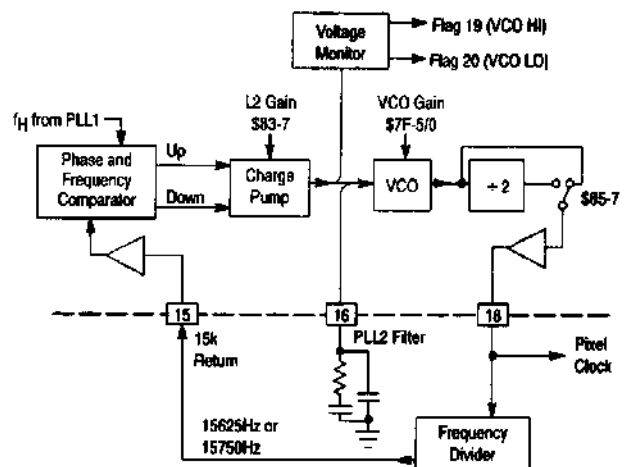 Voltage
Monitor
Flag 19 (VCO HI)
Flag 20 (VCO LO)
L2 Gain
$83-7
VCO Gain
$7F-5/0
fH from PLL1
Phase and
Frequency
Comparator
Up
Down
Charge
Pump
VCO
÷ 2
$85-7
15
16
18
15k
Return
PLL2 Filter
Pixel
Clock
15625Hz or
15750Hz
Frequency
Divider